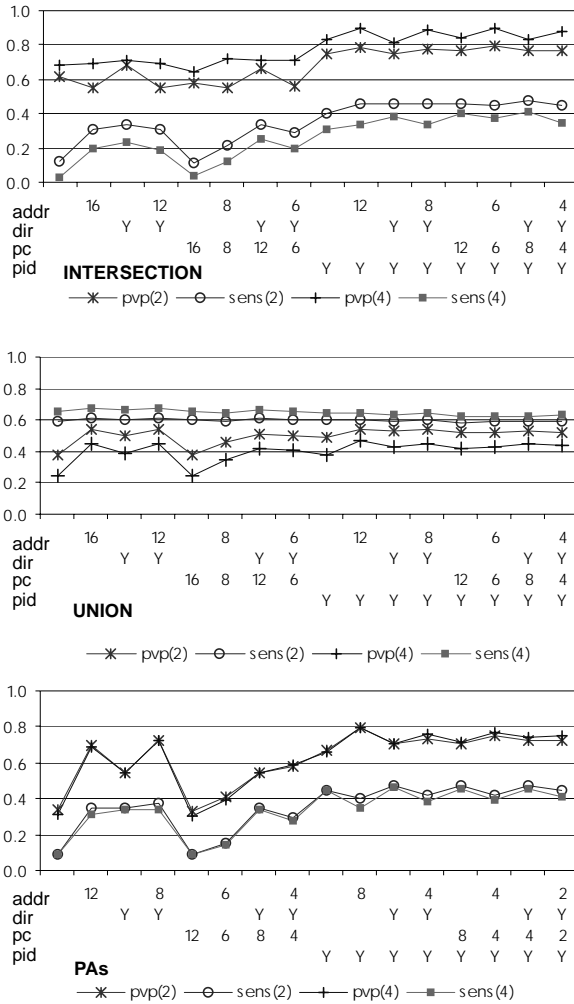 1.0
0.8
0.6
0.4
0.2
0.0
addr 16 12 8 6 12 8 6 4
dir Y Y Y Y Y Y Y Y
pc 16 8 12 6 12 6 8 4
pid Y Y Y Y Y Y Y Y
INTERSECTION
pvp(2) sens(2) pvp(4) sens(4)
1.0
0.8
0.6
0.4
0.2
0.0
addr 16 12 8 6 12 8 6 4
dir Y Y Y Y Y Y Y Y
pc 16 8 12 6 12 6 8 4
pid Y Y Y Y Y Y Y Y
UNION
pvp(2) sens(2) pvp(4) sens(4)
1.0
0.8
0.6
0.4
0.2
0.0
addr 12 8 6 4 8 4 4 2
dir Y Y Y Y Y Y Y Y
pc 12 6 8 4 8 4 4 2
pid Y Y Y Y Y Y Y Y
PAs
pvp(2) sens(2) pvp(4) sens(4)